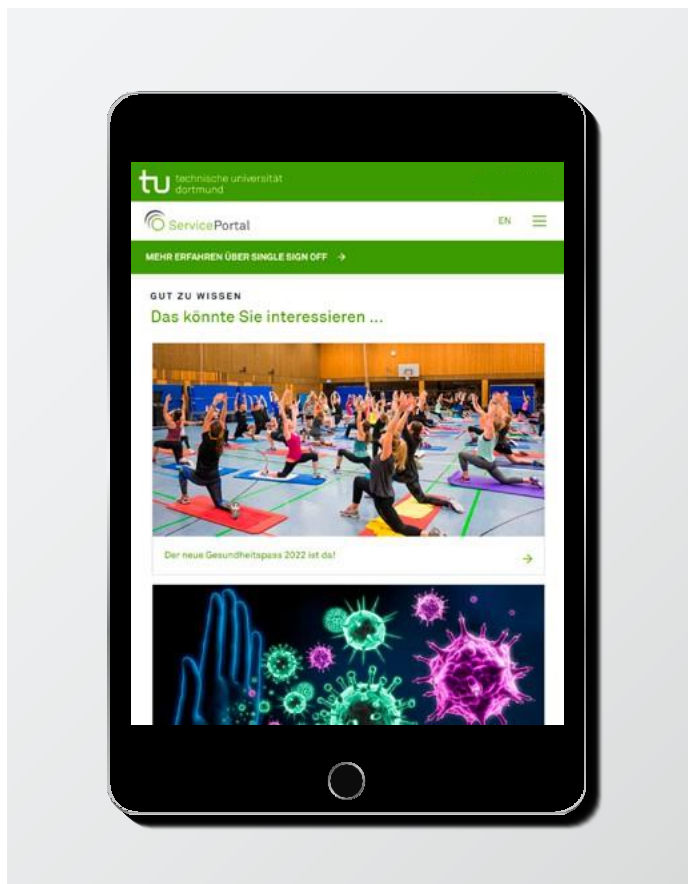 tu technische universität
dortmund
ServicePortal
EN
MEHR ERFAHREN ÜBER SINGLE SIGN OFF →
GUT ZU WISSEN
Das könnte Sie interessieren ...
Der neue Gesundheitspass 2022 ist da! →